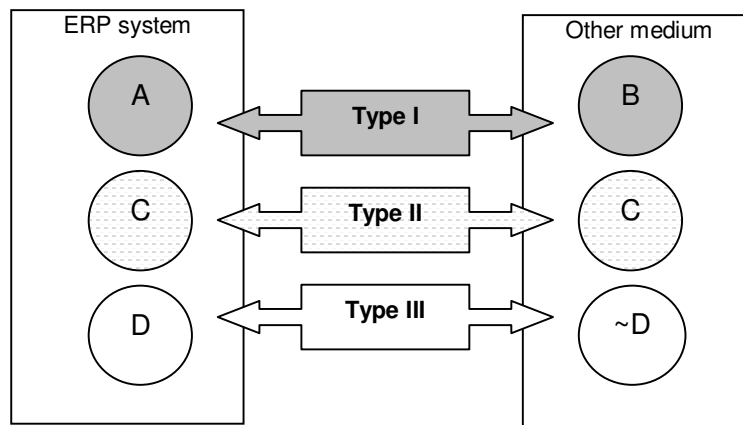 ERP system
Other medium
A
Type I
B
C
Type II
C
D
Type III
~D